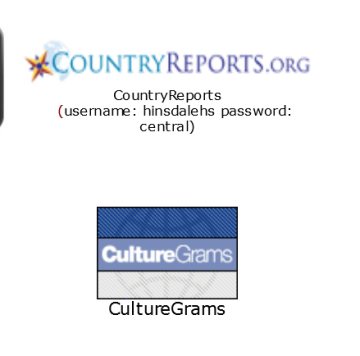 COUNTRYREPORTS.ORG
CountryReports
(username: hinsdalehs password:
central)
CultureGrams
CultureGrams